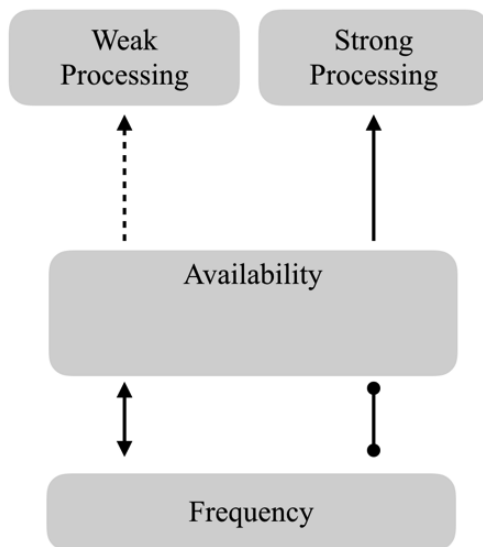 Weak
Processing
Strong
Processing
Availability
Frequency